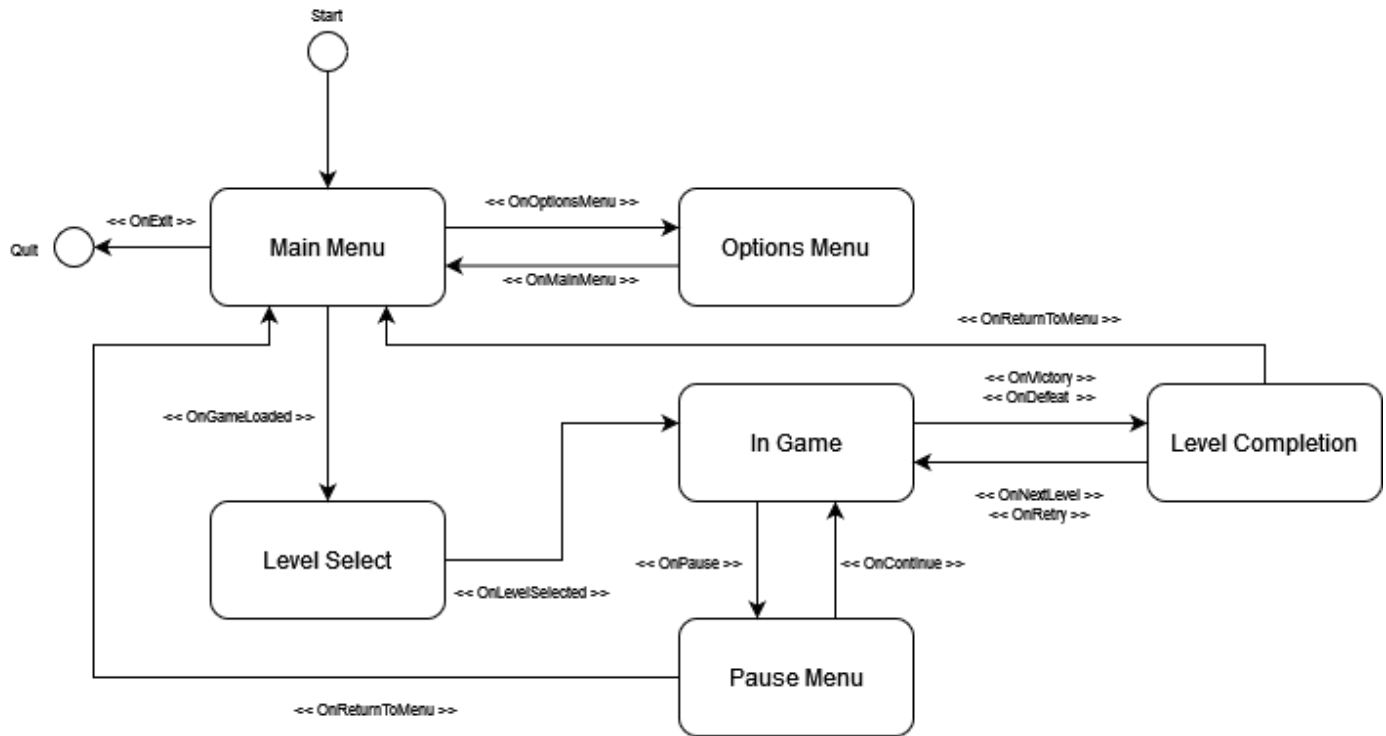 Start
<< OnExit >>
<< OnOptionsMenu >>
Quit
Main Menu
Options Menu
<< OnMainMenu >>
<< OnReturnToMenu >>
<< OnVictory >>
<< OnDefeat >>
<< OnGameLoaded >>
In Game
Level Completion
<< OnNextLevel >>
<< OnRetry >>
Level Select
<< OnPause >>
<< OnContinue >>
<< OnLevelSelected >>
Pause Menu
<< OnReturnToMenu >>